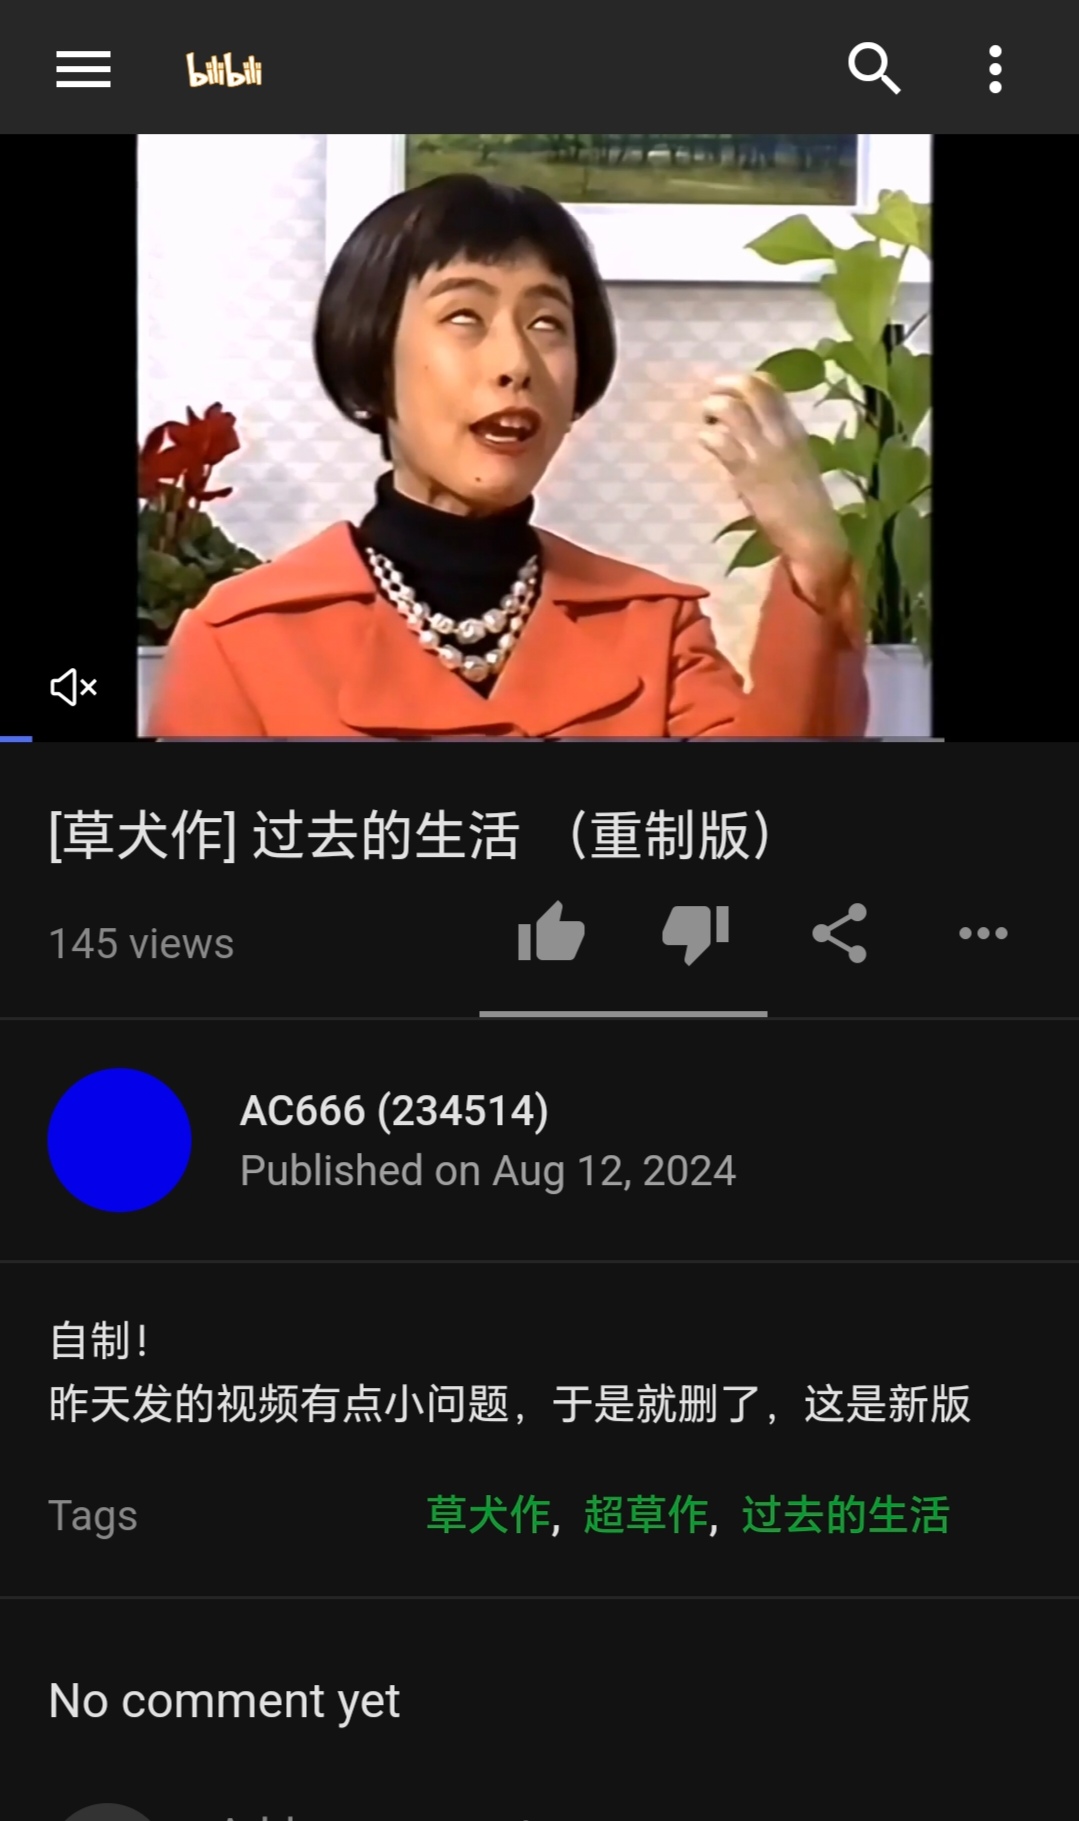 bilibili
[草犬作] 过去的生活 （重制版）
145 views
AC666 (234514)
Published on Aug 12, 2024
自制！
昨天发的视频有点小问题，于是就删了，这是新版
Tags 草犬作, 超草作, 过去的生活
No comment yet